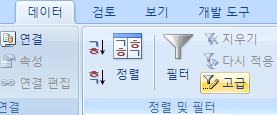 데이터 검토 보기 개발 도구
연결
속성
연결 편집
연결
정렬
필터
지우기
다시 적용
고급
정렬 및 필터